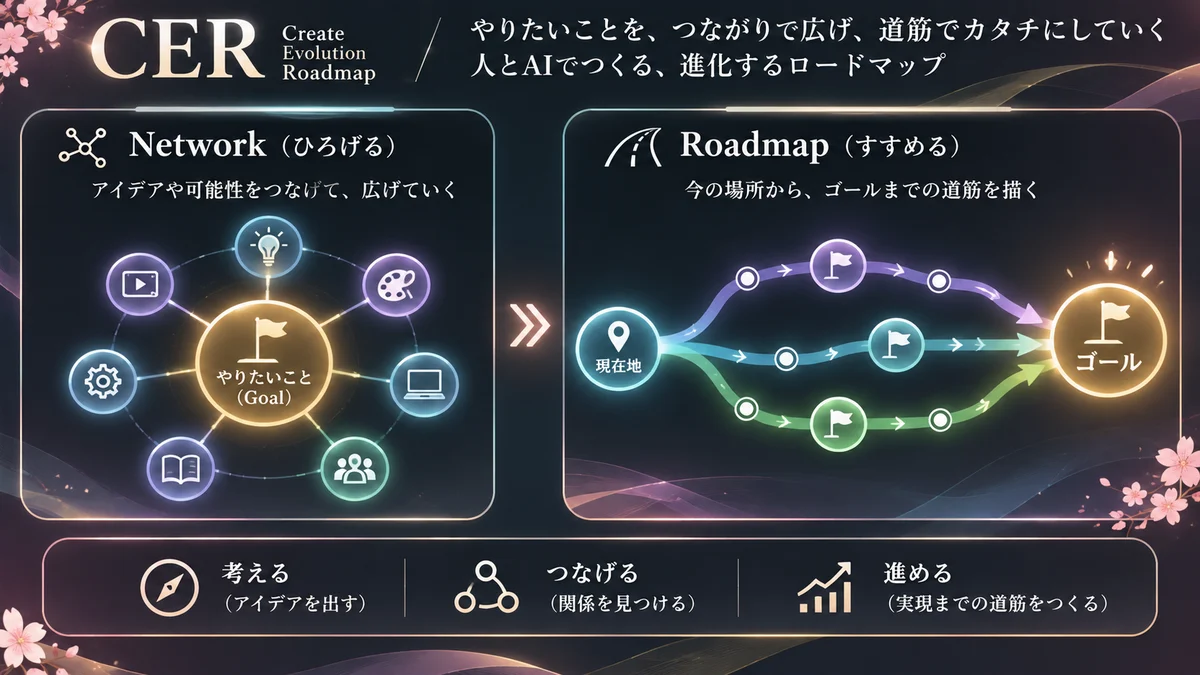 CER
Create
Evolution
Roadmap
やりたいことを、つながりで広げ、道筋でカタチにしていく
人とAIでつくる、進化するロードマップ
Network（ひろげる）
アイデアや可能性をつなげて、広げていく
やりたいこと
（Goal）
Roadmap（すすめる）
今の場所から、ゴールまでの道筋を描く
現在地
ゴール
考える
（アイデアを出す）
つなげる
（関係を見つける）
進める
（実現までの道筋をつくる）